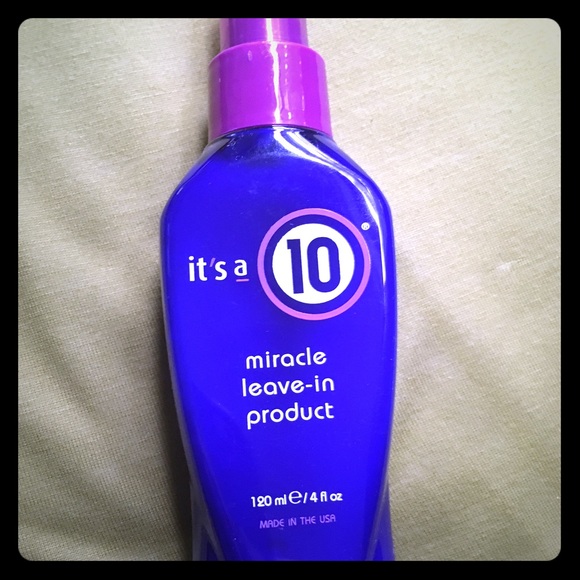 it's a 10®
miracle
leave-in
product
120 ml ℮/4 fl oz
MADE IN THE USA